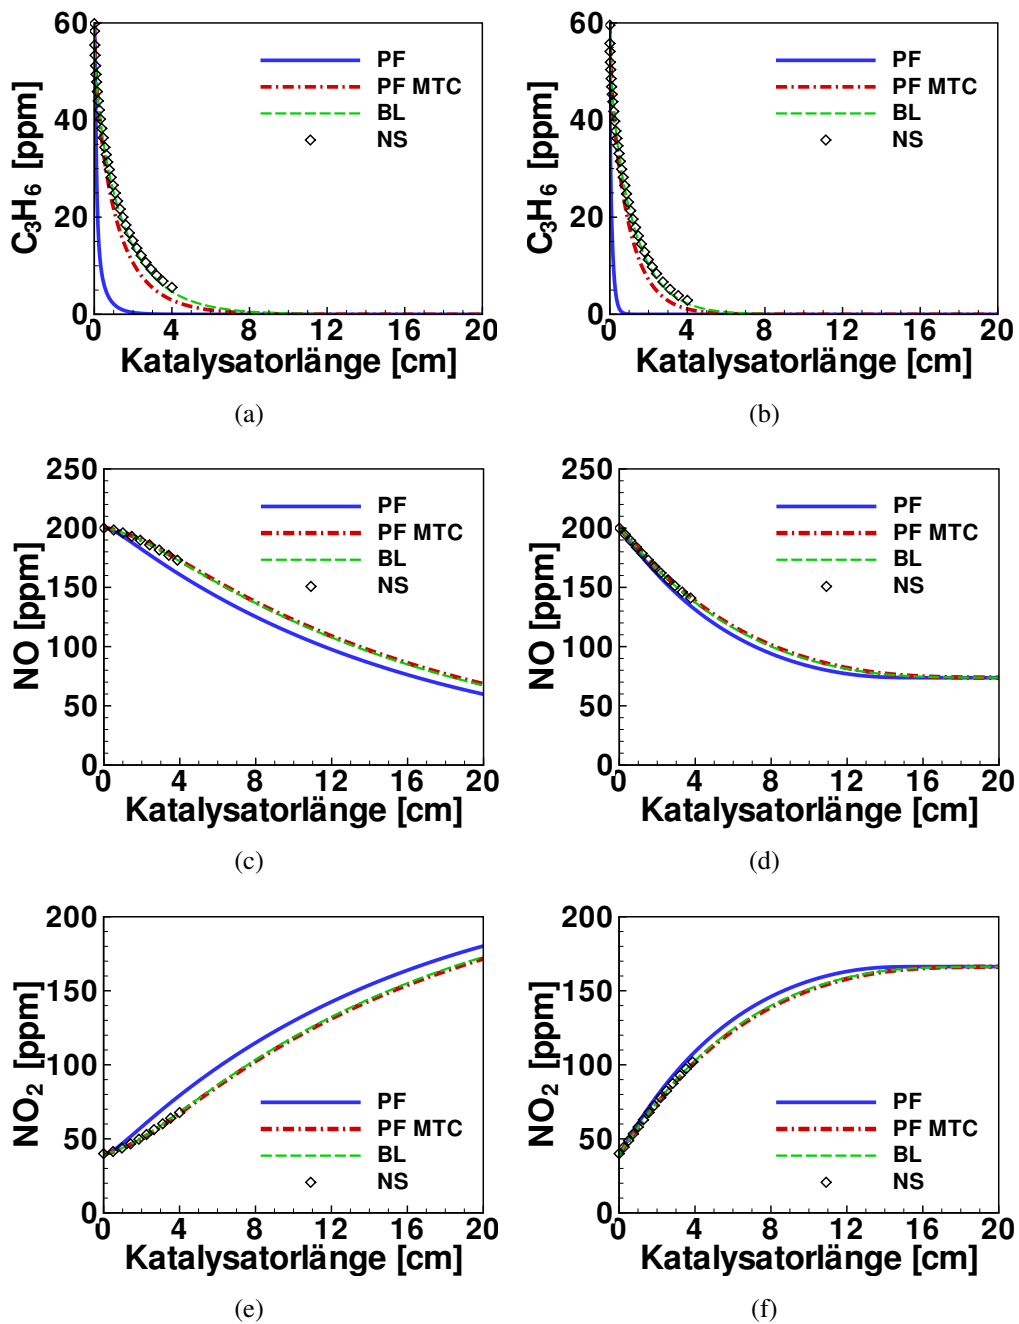 60
40
20
0
C₃H₆ [ppm]
PF
PF MTC
BL
NS
0 4 8 12 16 20
Katalysatorlänge [cm]
(a)
60
40
20
0
C₃H₆ [ppm]
PF
PF MTC
BL
NS
0 4 8 12 16 20
Katalysatorlänge [cm]
(b)
250
200
150
100
50
0
NO [ppm]
PF
PF MTC
BL
NS
0 4 8 12 16 20
Katalysatorlänge [cm]
(c)
250
200
150
100
50
0
NO [ppm]
PF
PF MTC
BL
NS
0 4 8 12 16 20
Katalysatorlänge [cm]
(d)
200
150
100
50
0
NO₂ [ppm]
PF
PF MTC
BL
NS
0 4 8 12 16 20
Katalysatorlänge [cm]
(e)
200
150
100
50
0
NO₂ [ppm]
PF
PF MTC
BL
NS
0 4 8 12 16 20
Katalysatorlänge [cm]
(f)